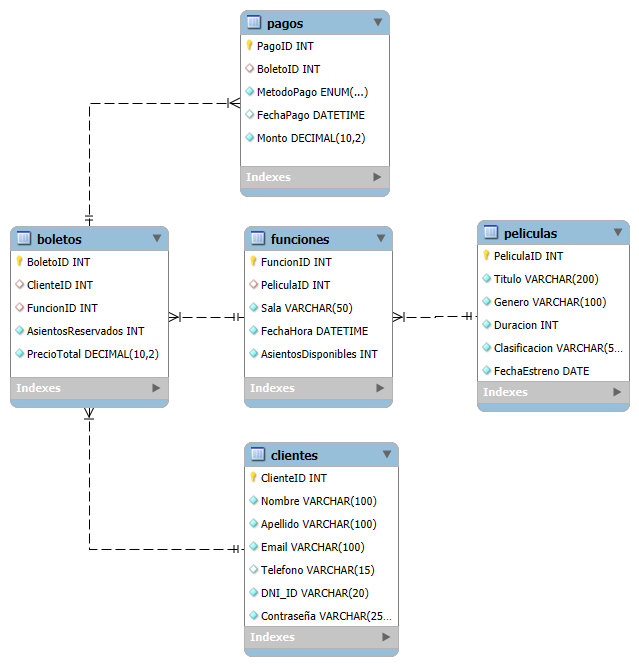 pagos
PagoID INT
BoletoID INT
MetodoPago ENUM(...)
FechaPago DATETIME
Monto DECIMAL(10,2)
Indexes
boletos
BoletoID INT
ClienteID INT
FuncionID INT
AsientosReservados INT
PrecioTotal DECIMAL(10,2)
Indexes
funciones
FuncionID INT
PeliculaID INT
Sala VARCHAR(50)
FechaHora DATETIME
AsientosDisponibles INT
Indexes
peliculas
PeliculaID INT
Titulo VARCHAR(200)
Genero VARCHAR(100)
Duracion INT
Clasificacion VARCHAR(5...
FechaEstreno DATE
Indexes
clientes
ClienteID INT
Nombre VARCHAR(100)
Apellido VARCHAR(100)
Email VARCHAR(100)
Telefono VARCHAR(15)
DNI_ID VARCHAR(20)
Contraseña VARCHAR(25...
Indexes